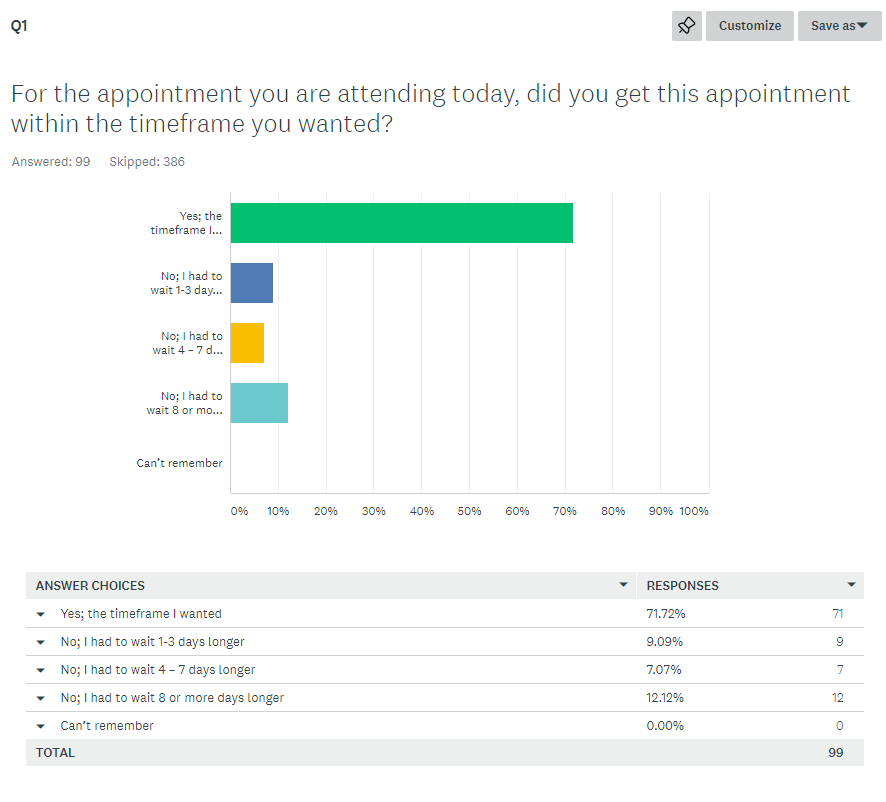 Q1
Customize
Save as
For the appointment you are attending today, did you get this appointment
within the timeframe you wanted?
Answered: 99 Skipped: 386
Yes; the
timeframe I...
No; I had to
wait 1-3 day...
No; I had to
wait 4 – 7 d...
No; I had to
wait 8 or mo...
Can't remember
0% 10% 20% 30% 40% 50% 60% 70% 80% 90% 100%
ANSWER CHOICES RESPONSES
Yes; the timeframe I wanted 71.72% 71
No; I had to wait 1-3 days longer 9.09% 9
No; I had to wait 4 – 7 days longer 7.07% 7
No; I had to wait 8 or more days longer 12.12% 12
Can't remember 0.00% 0
TOTAL 99